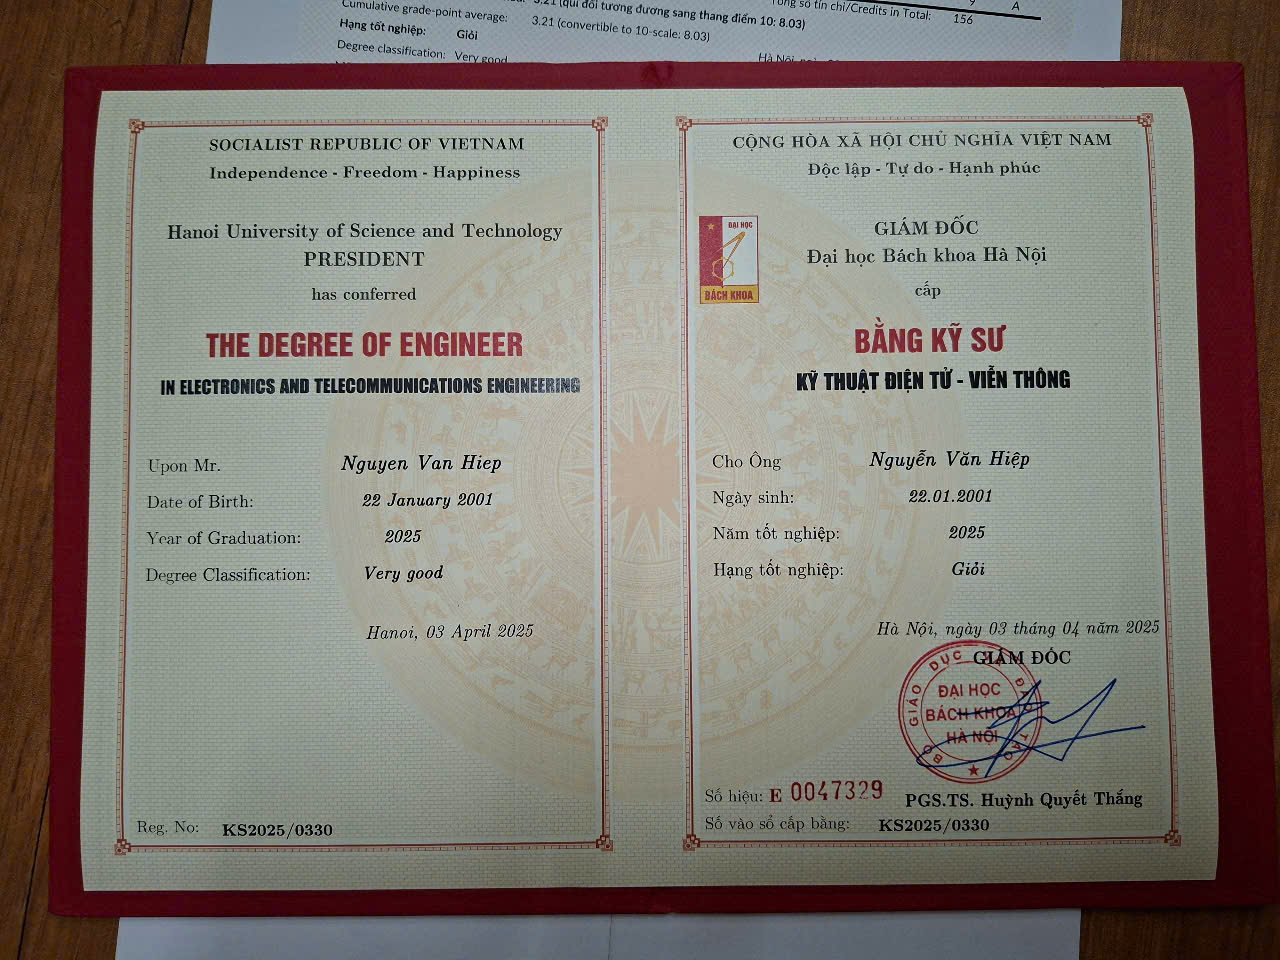 3.21 (qui đổi tương đương sang thang điểm 10: 8.03)
Cumulative grade-point average: 3.21 (convertible to 10-scale: 8.03)
Hạng tốt nghiệp: Giỏi
Degree classification: Very good
Tổng số tín chỉ/Credits in Total: 156
9 A
Hà Nội,
SOCIALIST REPUBLIC OF VIETNAM
Independence - Freedom - Happiness
Hanoi University of Science and Technology
PRESIDENT
has conferred
THE DEGREE OF ENGINEER
IN ELECTRONICS AND TELECOMMUNICATIONS ENGINEERING
Upon Mr. Nguyen Van Hiep
Date of Birth: 22 January 2001
Year of Graduation: 2025
Degree Classification: Very good
Hanoi, 03 April 2025
Reg. No: KS2025/0330
CỘNG HÒA XÃ HỘI CHỦ NGHĨA VIỆT NAM
Độc lập - Tự do - Hạnh phúc
ĐẠI HỌC
BÁCH KHOA
GIÁM ĐỐC
Đại học Bách khoa Hà Nội
cấp
BẰNG KỸ SƯ
KỸ THUẬT ĐIỆN TỬ - VIỄN THÔNG
Cho Ông Nguyễn Văn Hiệp
Ngày sinh: 22.01.2001
Năm tốt nghiệp: 2025
Hạng tốt nghiệp: Giỏi
Hà Nội, ngày 03 tháng 04 năm 2025
GIÁM ĐỐC
BỘ GIÁO DỤC VÀ ĐÀO TẠO
ĐẠI HỌC
BÁCH KHOA
HÀ NỘI
Số hiệu: E 0047329
PGS.TS. Huỳnh Quyết Thắng
Số vào sổ cấp bằng: KS2025/0330